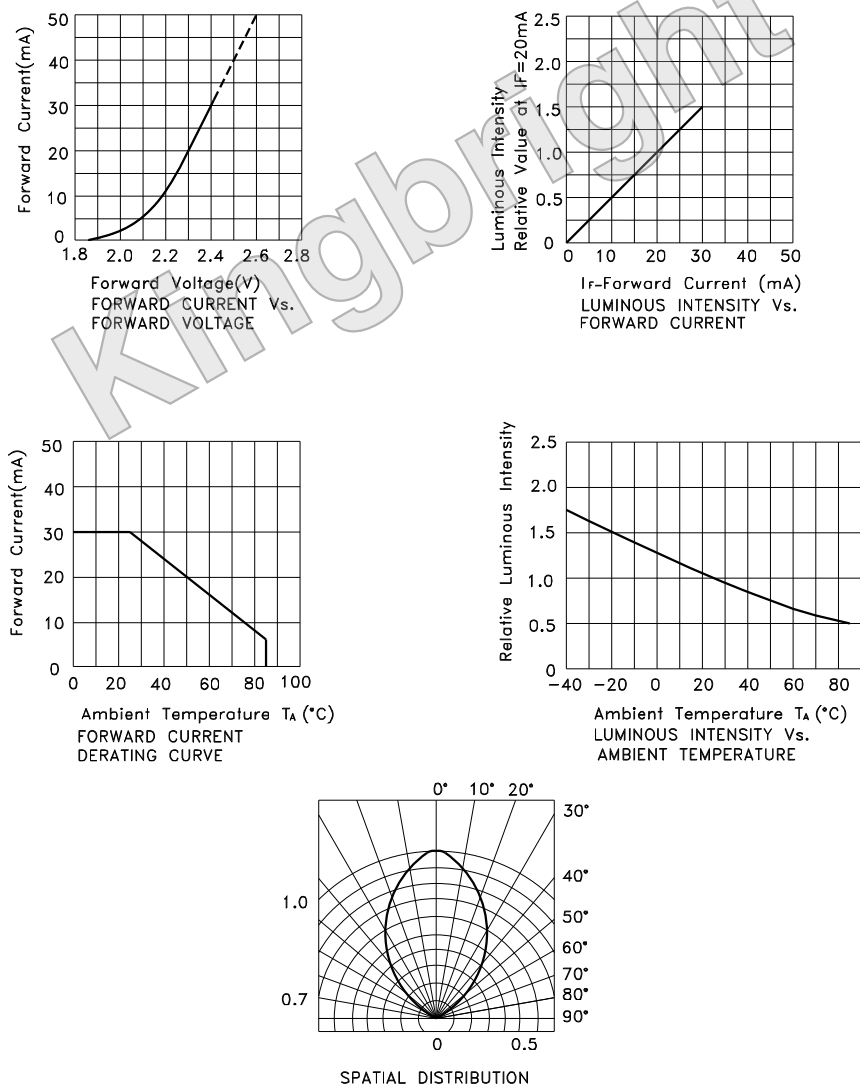 Kingbright
50
40
30
20
10
0
Forward Current(mA)
1.8 2.0 2.2 2.4 2.6 2.8
Forward Voltage(V)
FORWARD CURRENT Vs.
FORWARD VOLTAGE
2.5
2.0
1.5
1.0
0.5
0
Luminous Intensity
Relative Value at IF=20mA
0 10 20 30 40 50
IF-Forward Current (mA)
LUMINOUS INTENSITY Vs.
FORWARD CURRENT
50
40
30
20
10
0
Forward Current(mA)
0 20 40 60 80 100
Ambient Temperature TA (°C)
FORWARD CURRENT
DERATING CURVE
2.5
2.0
1.5
1.0
0.5
0
Relative Luminous Intensity
-40 -20 0 20 40 60 80
Ambient Temperature TA (°C)
LUMINOUS INTENSITY Vs.
AMBIENT TEMPERATURE
0° 10° 20°
30°
40°
1.0
50°
60°
70°
80°
0.7
90°
0 0.5
SPATIAL DISTRIBUTION